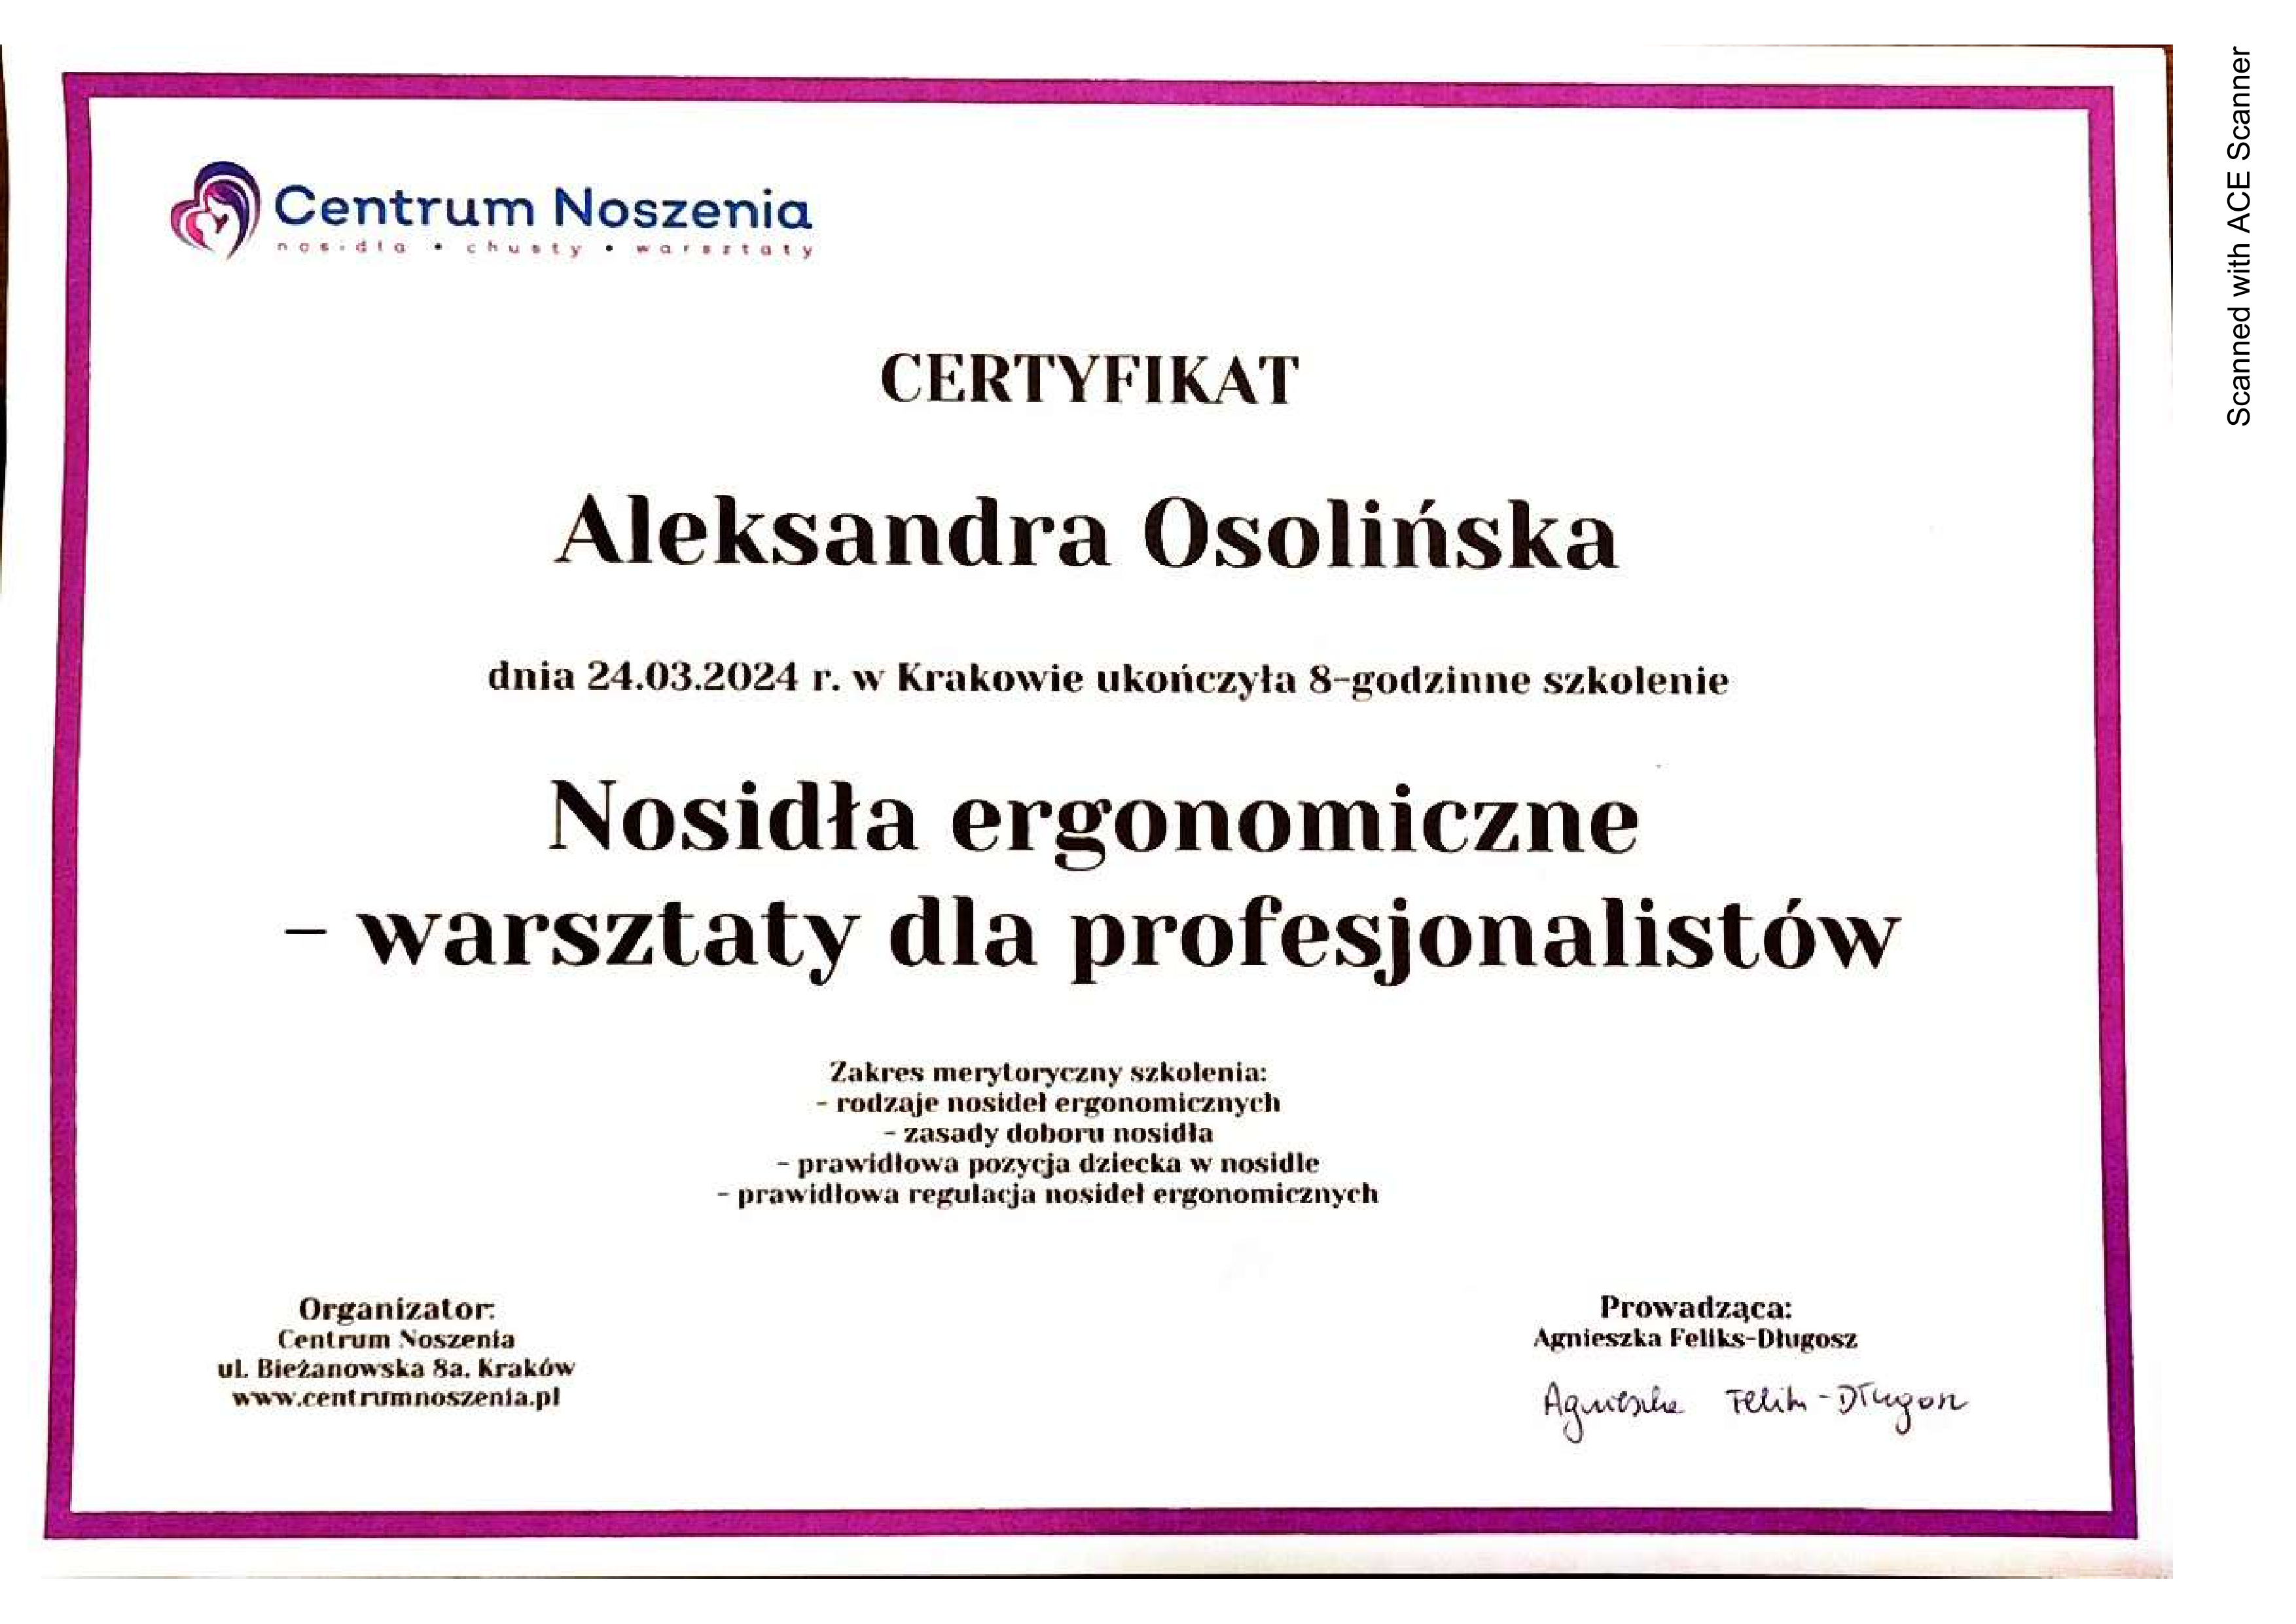 Centrum Noszenia
nosidła • chusty • warsztaty
CERTYFIKAT
Aleksandra Osolińska
dnia 24.03.2024 r. w Krakowie ukończyła 8-godzinne szkolenie
Nosidła ergonomiczne
- warsztaty dla profesjonalistów
Zakres merytoryczny szkolenia:
- rodzaje nosideł ergonomicznych
- zasady doboru nosidła
- prawidłowa pozycja dziecka w nosidle
- prawidłowa regulacja nosideł ergonomicznych
Organizator:
Centrum Noszenia
ul. Bieżanowska 8a, Kraków
www.centrumnoszenia.pl
Prowadząca:
Agnieszka Feliks-Długosz
Agnieszka Feliks-Długosz
Scanned with ACE Scanner